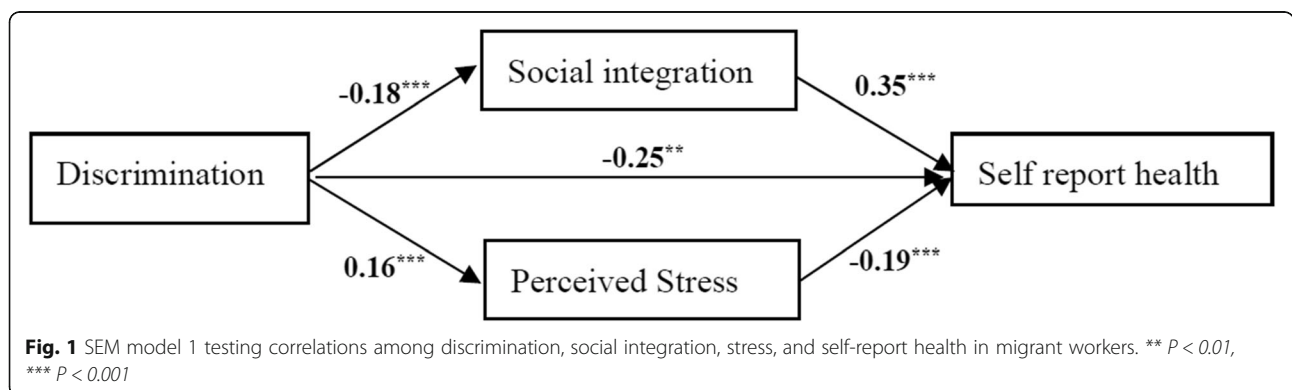 Social integration
-0.18***
0.35***
Discrimination
-0.25**
Self report health
0.16***
-0.19***
Perceived Stress
Fig. 1 SEM model 1 testing correlations among discrimination, social integration, stress, and self-report health in migrant workers. ** P < 0.01,
*** P < 0.001